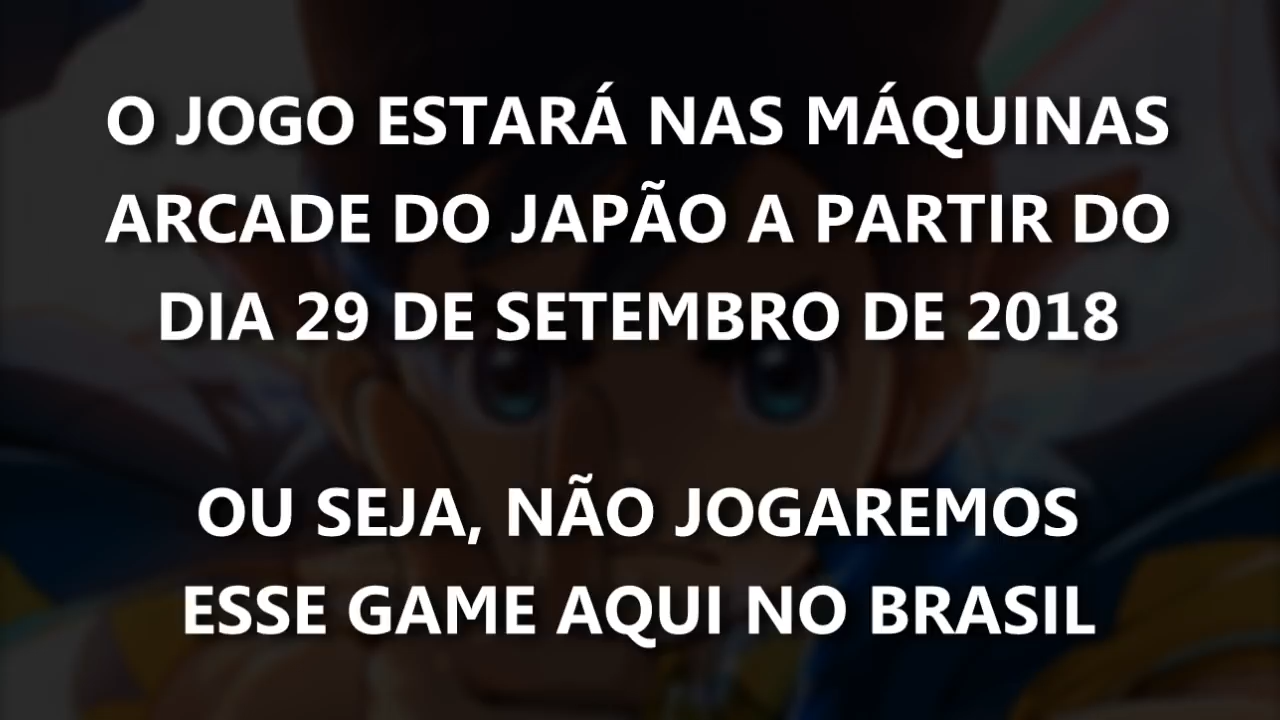 O JOGO ESTARÁ NAS MÁQUINAS
ARCADE DO JAPÃO A PARTIR DO
DIA 29 DE SETEMBRO DE 2018
OU SEJA, NÃO JOGAREMOS
ESSE GAME AQUI NO BRASIL